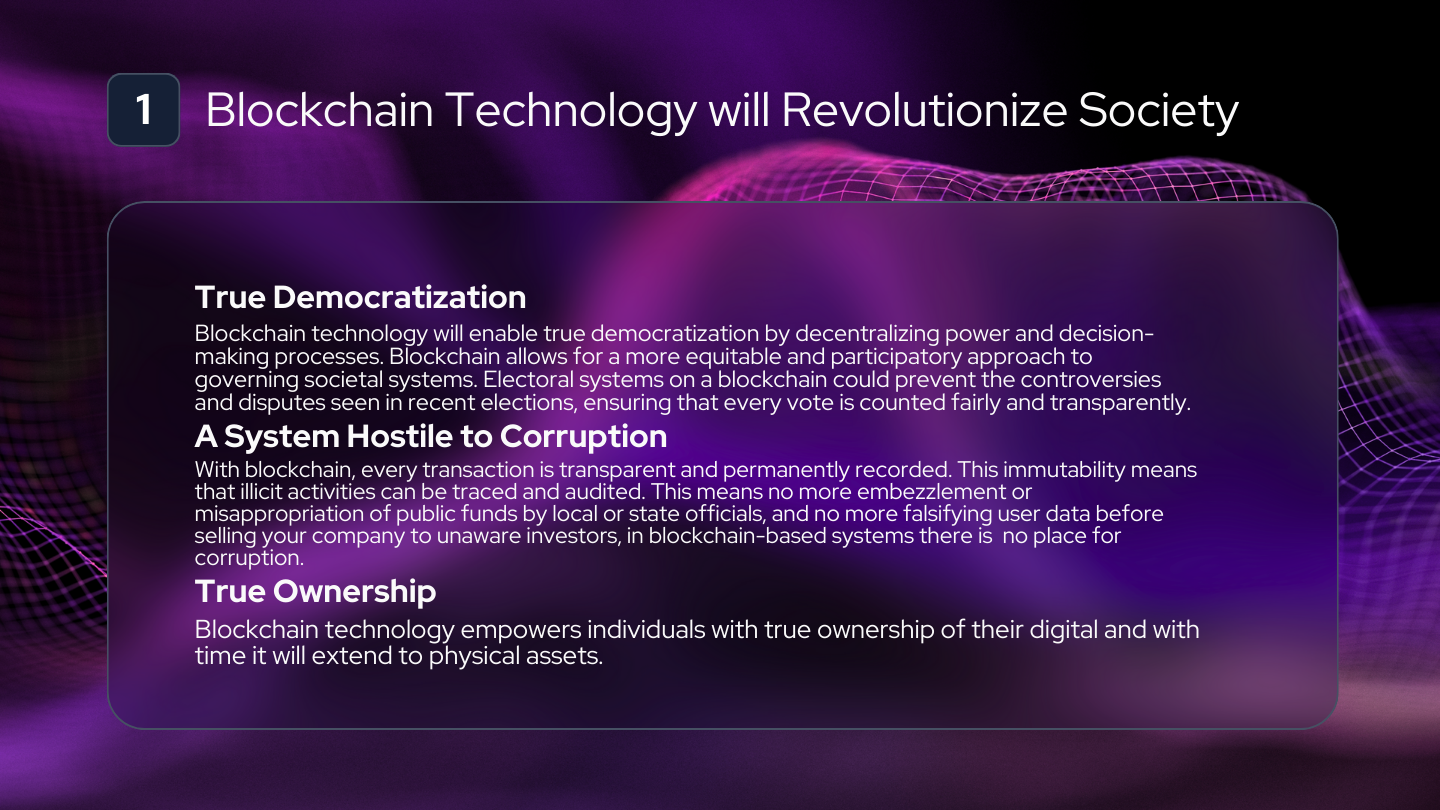 1
Blockchain Technology will Revolutionize Society
True Democratization
Blockchain technology will enable true democratization by decentralizing power and decision-
making processes. Blockchain allows for a more equitable and participatory approach to
governing societal systems. Electoral systems on a blockchain could prevent the controversies
and disputes seen in recent elections, ensuring that every vote is counted fairly and transparently.
A System Hostile to Corruption
With blockchain, every transaction is transparent and permanently recorded. This immutability means
that illicit activities can be traced and audited. This means no more embezzlement or
misappropriation of public funds by local or state officials, and no more falsifying user data before
selling your company to unaware investors, in blockchain-based systems there is  no place for
corruption.
True Ownership
Blockchain technology empowers individuals with true ownership of their digital and with
time it will extend to physical assets.